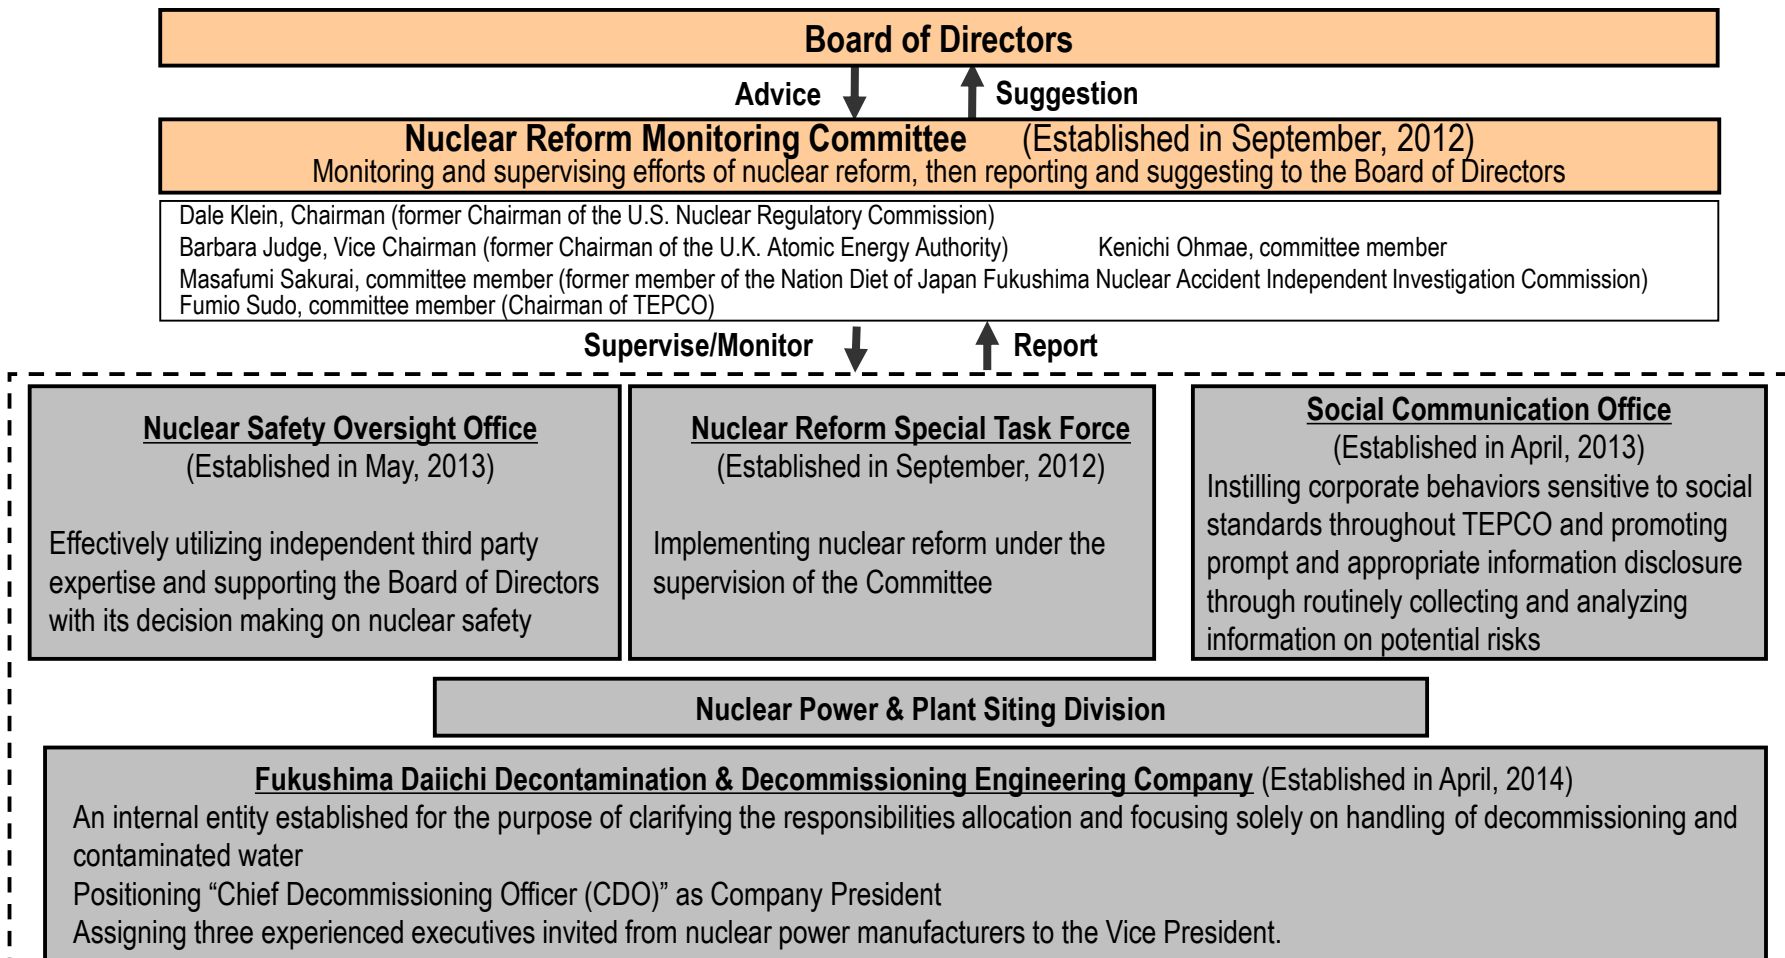 Board of Directors
Advice Suggestion
Nuclear Reform Monitoring Committee (Established in September, 2012)
Monitoring and supervising efforts of nuclear reform, then reporting and suggesting to the Board of Directors
Dale Klein, Chairman (former Chairman of the U.S. Nuclear Regulatory Commission)
Barbara Judge, Vice Chairman (former Chairman of the U.K. Atomic Energy Authority) Kenichi Ohmae, committee member
Masafumi Sakurai, committee member (former member of the Nation Diet of Japan Fukushima Nuclear Accident Independent Investigation Commission)
Fumio Sudo, committee member (Chairman of TEPCO)
Supervise/Monitor Report
Nuclear Safety Oversight Office
(Established in May, 2013)
Effectively utilizing independent third party
expertise and supporting the Board of Directors
with its decision making on nuclear safety
Nuclear Reform Special Task Force
(Established in September, 2012)
Implementing nuclear reform under the
supervision of the Committee
Social Communication Office
(Established in April, 2013)
Instilling corporate behaviors sensitive to social
standards throughout TEPCO and promoting
prompt and appropriate information disclosure
through routinely collecting and analyzing
information on potential risks
Nuclear Power & Plant Siting Division
Fukushima Daiichi Decontamination & Decommissioning Engineering Company (Established in April, 2014)
An internal entity established for the purpose of clarifying the responsibilities allocation and focusing solely on handling of decommissioning and
contaminated water
Positioning “Chief Decommissioning Officer (CDO)” as Company President
Assigning three experienced executives invited from nuclear power manufacturers to the Vice President.